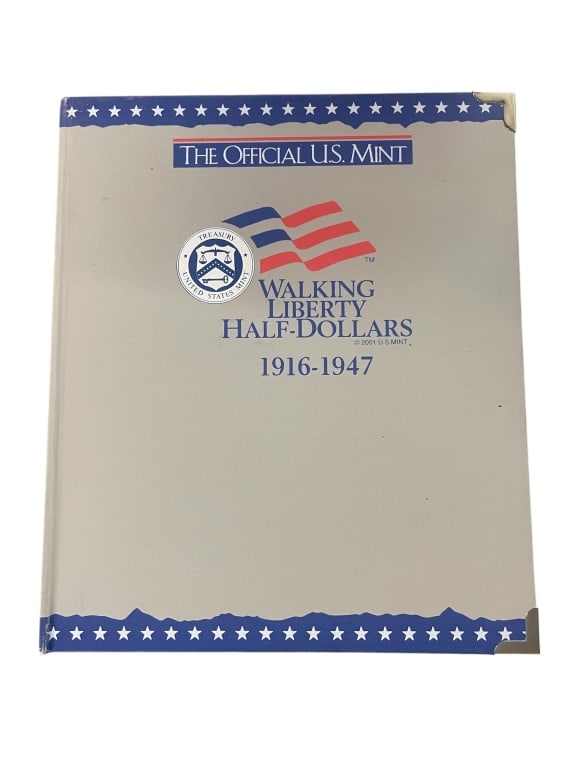 THE OFFICIAL U.S. MINT
TREASURY
UNITED STATES MINT
TM
WALKING
LIBERTY
HALF-DOLLARS
© 2001 U S MINT
1916-1947